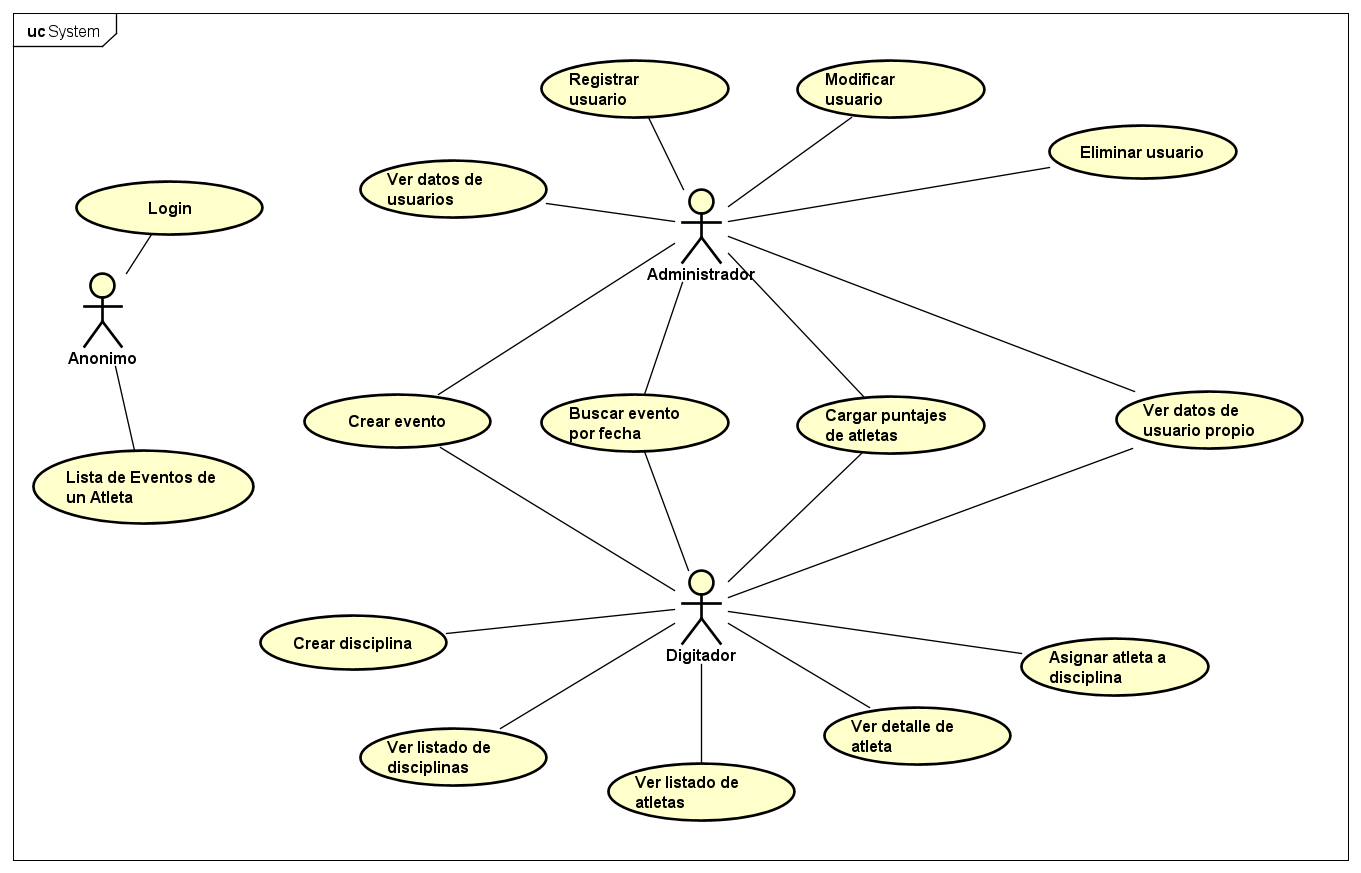 uc System
Registrar
usuario
Modificar
usuario
Eliminar usuario
Ver datos de
usuarios
Login
Administrador
Anonimo
Crear evento
Buscar evento
por fecha
Cargar puntajes
de atletas
Ver datos de
usuario propio
Lista de Eventos de
un Atleta
Crear disciplina
Digitador
Asignar atleta a
disciplina
Ver listado de
disciplinas
Ver listado de
atletas
Ver detalle de
atleta